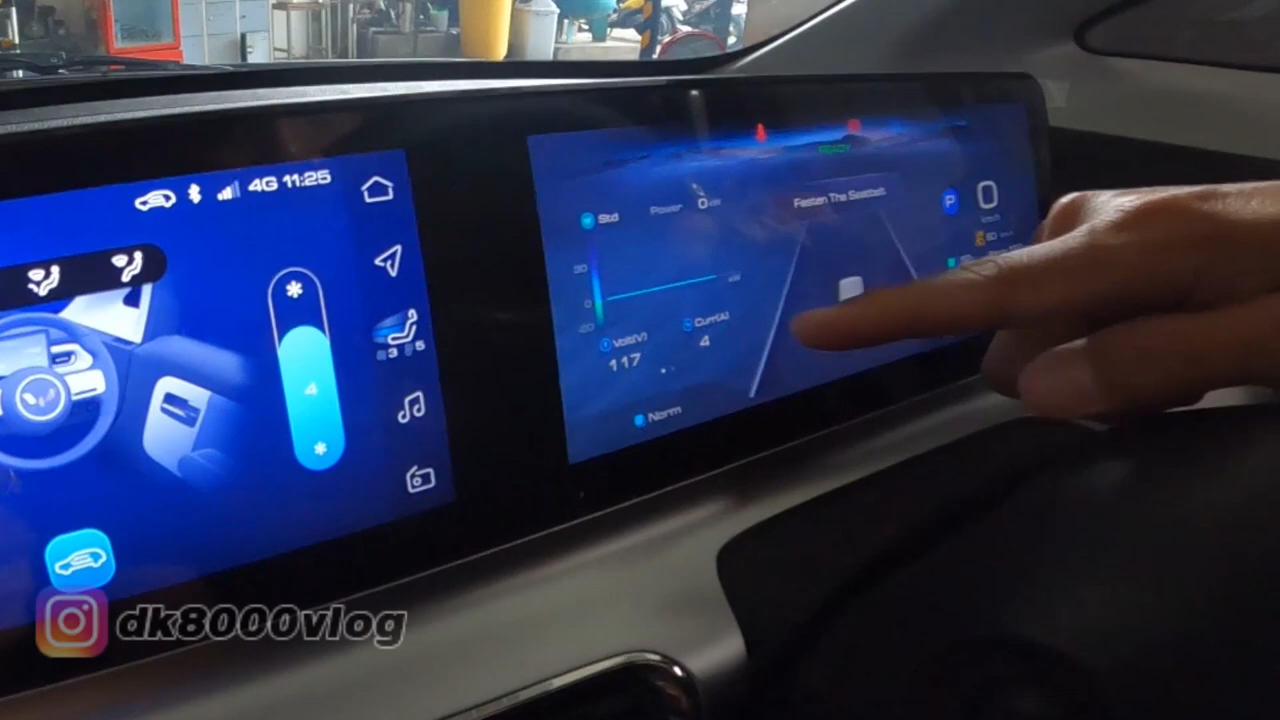 4G 11:25
4
3 5
READY
Fasten The Seatbelt
Std
Power 0 kW
P
0
km/h
30
0
Volt(V)
117
Curr(A)
4
Norm
dk8000vlog